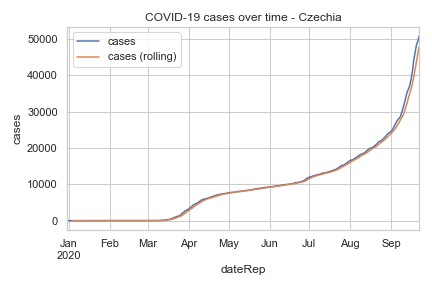 COVID-19 cases over time - Czechia
cases
cases (rolling)
50000
40000
30000
20000
10000
0
cases
Jan Feb Mar Apr May Jun Jul Aug Sep
2020
dateRep